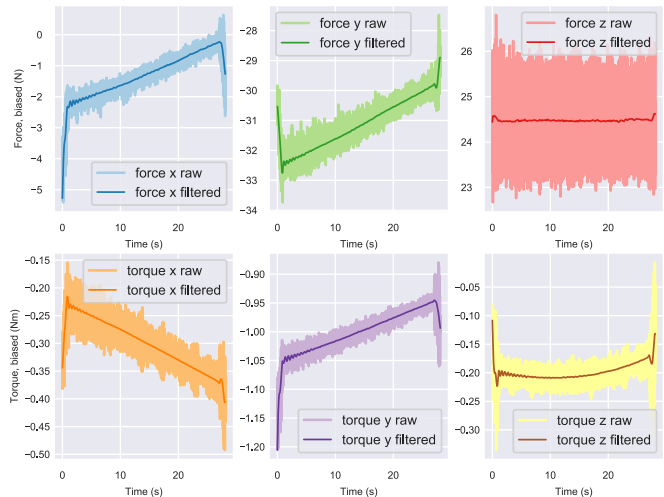 Force, biased (N)
0
−1
−2
−3
−4
−5
0
10
20
Time (s)
force x raw
force x filtered
−28
−29
−30
−31
−32
−33
−34
0
10
20
Time (s)
force y raw
force y filtered
26
25
24
23
0
10
20
Time (s)
force z raw
force z filtered
Torque, biased (Nm)
−0.15
−0.20
−0.25
−0.30
−0.35
−0.40
−0.45
−0.50
0
10
20
Time (s)
torque x raw
torque x filtered
−0.90
−0.95
−1.00
−1.05
−1.10
−1.15
−1.20
0
10
20
Time (s)
torque y raw
torque y filtered
−0.05
−0.10
−0.15
−0.20
−0.25
−0.30
0
10
20
Time (s)
torque z raw
torque z filtered